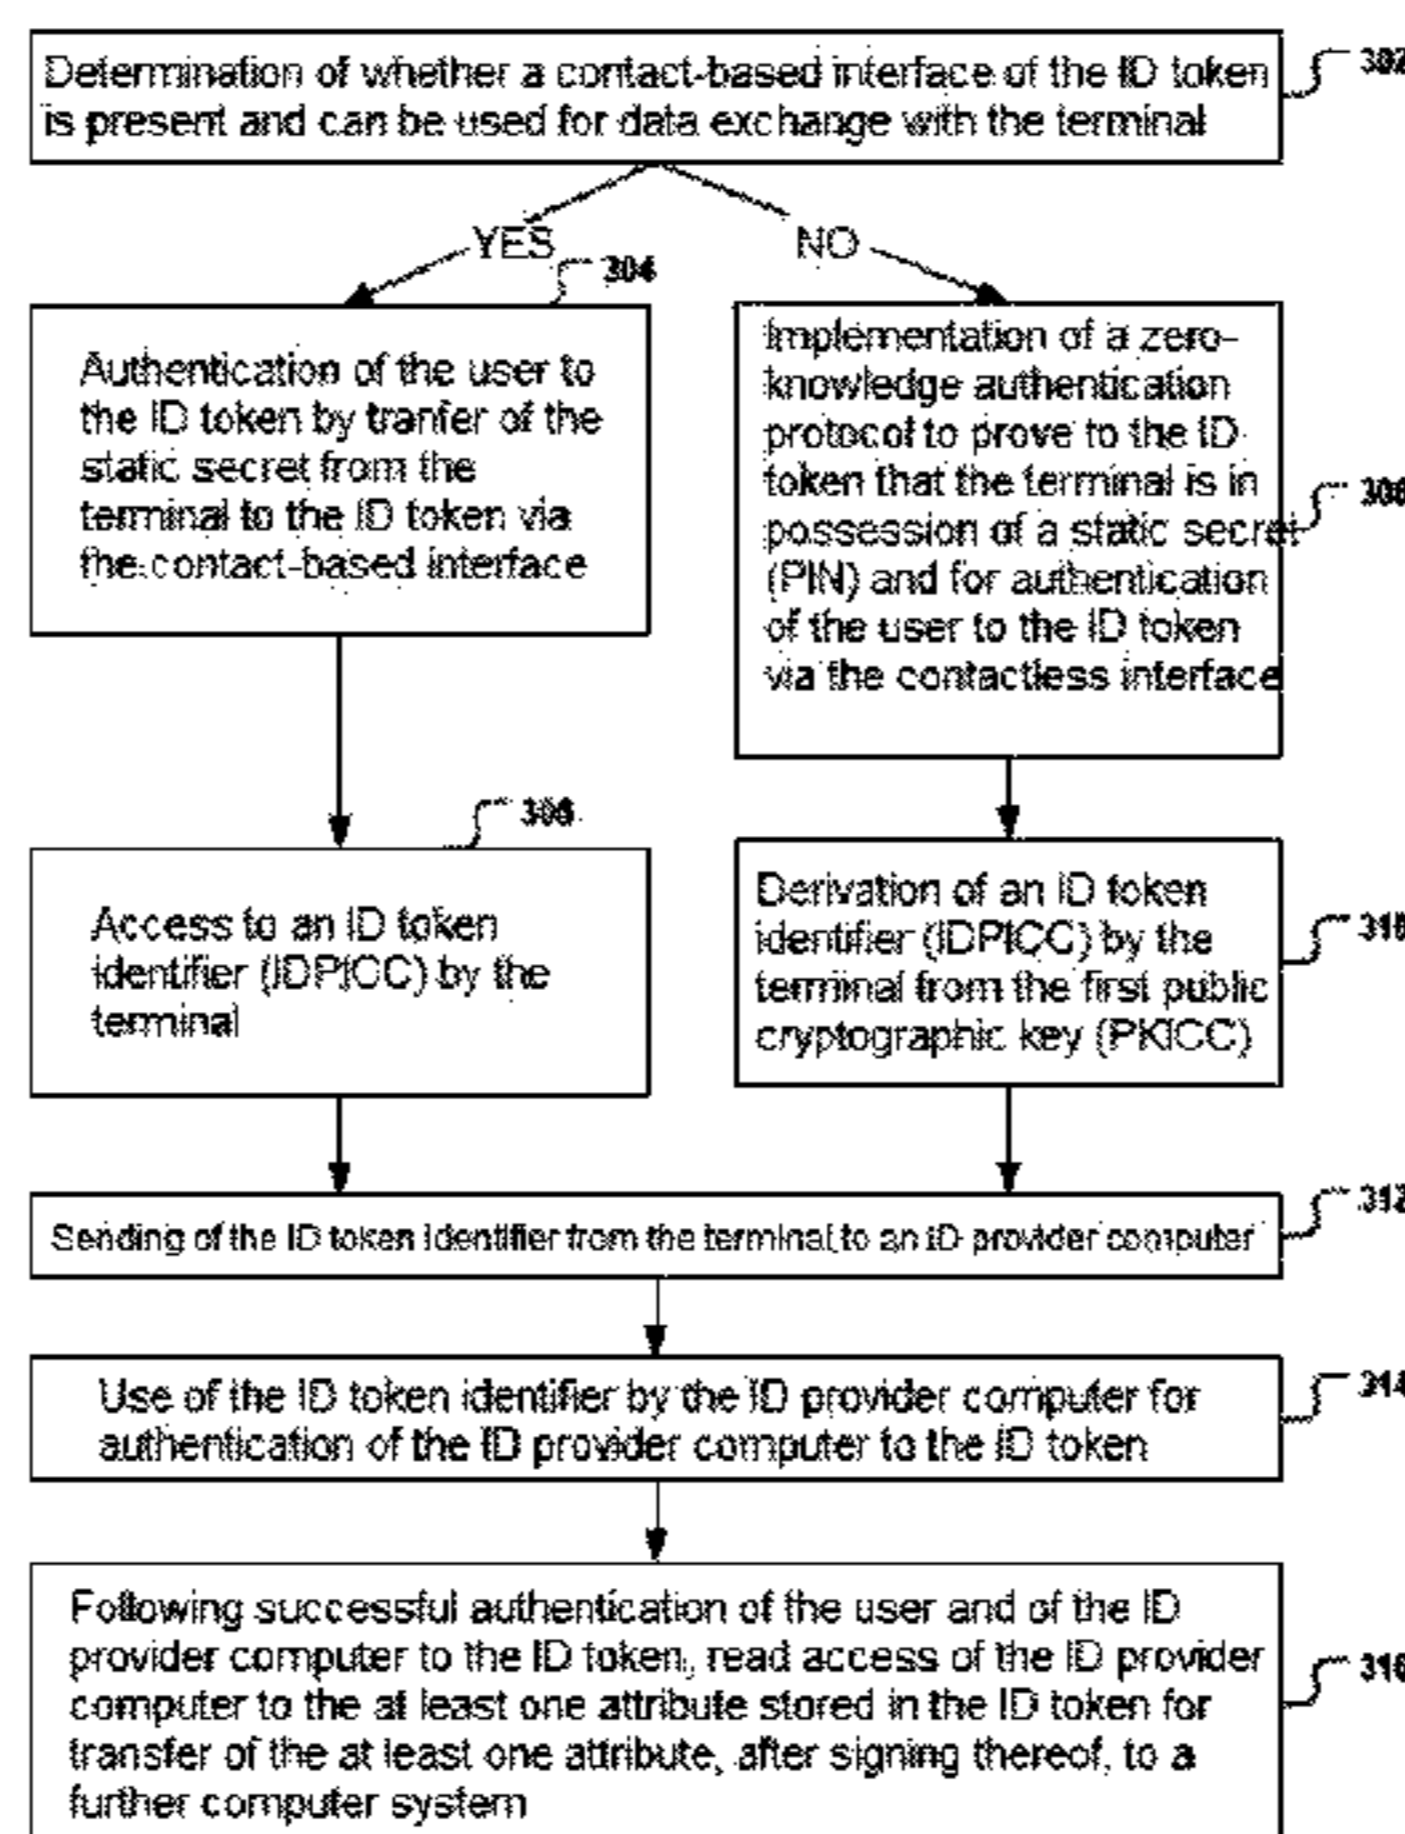 Determination of whether a contact-based interface of the ID token
is present and can be used for data exchange with the terminal
302
YES
NO
304
Authentication of the user to
the ID token by tranfer of the
static secret from the
terminal to the ID token via
the contact-based interface
Implementation of a zero-
knowledge authentication
protocol to prove to the ID
token that the terminal is in
possession of a static secret
(PIN) and for authentication
of the user to the ID token
via the contactless interface
Access to an ID token
identifier (IDPICC) by the
terminal
Derivation of an ID token
identifier (IDPICC) by the
terminal from the first public
cryptographic key (PKICC)
310
Sending of the ID token identifier from the terminal to an ID provider computer
312
Use of the ID token identifier by the ID provider computer for
authentication of the ID provider computer to the ID token
314
Following successful authentication of the user and of the ID
provider computer to the ID token, read access of the ID provider
computer to the at least one attribute stored in the ID token for
transfer of the at least one attribute, after signing thereof, to a
further computer system
316